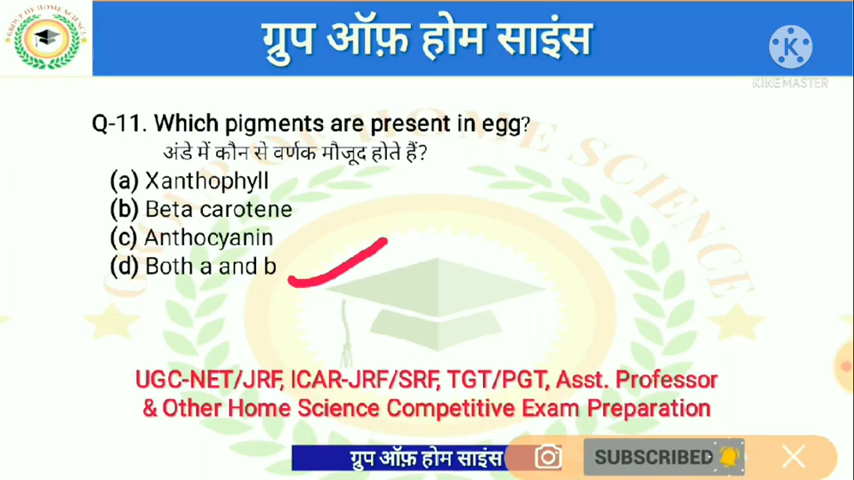 ग्रुप ऑफ़ होम साइंस
KINEMASTER
Q-11. Which pigments are present in egg?
अंडे में कौन से वर्णक मौजूद होते हैं?
(a) Xanthophyll
(b) Beta carotene
(c) Anthocyanin
(d) Both a and b
UGC-NET/JRF, ICAR-JRF/SRF, TGT/PGT, Asst. Professor
& Other Home Science Competitive Exam Preparation
ग्रुप ऑफ़ होम साइंस
SUBSCRIBED